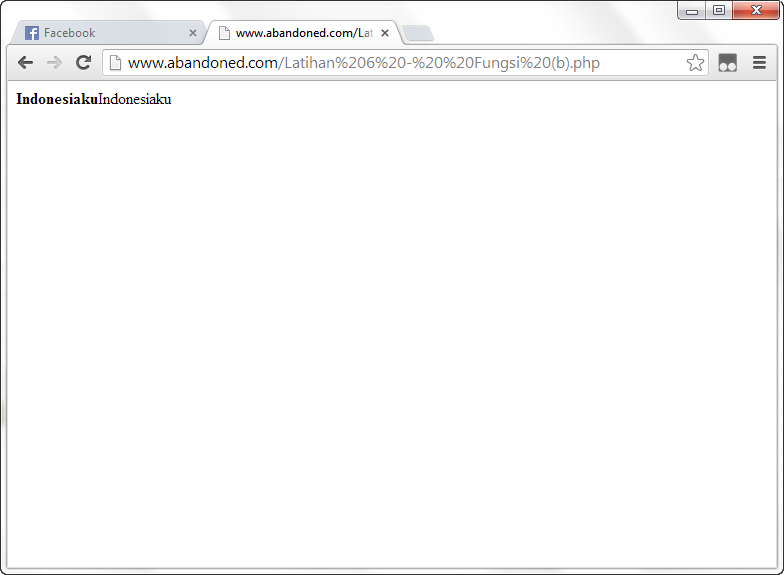 Facebook
www.abandoned.com/Lat
www.abandoned.com/Latihan%206%20-%20%20Fungsi%20(b).php
IndonesiakuIndonesiaku